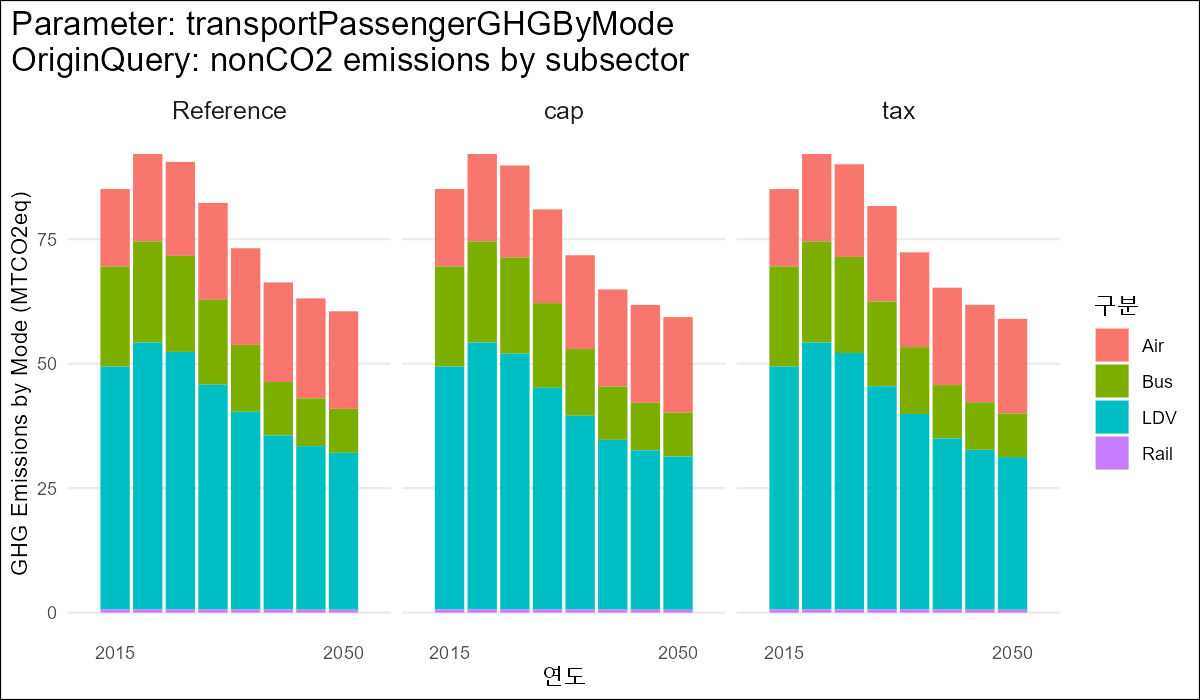 Parameter: transportPassengerGHGByMode
OriginQuery: nonCO2 emissions by subsector
Reference
cap
tax
GHG Emissions by Mode (MTCO2eq)
75
50
25
0
2015
2050
2015
2050
2015
2050
연도
구분
Air
Bus
LDV
Rail